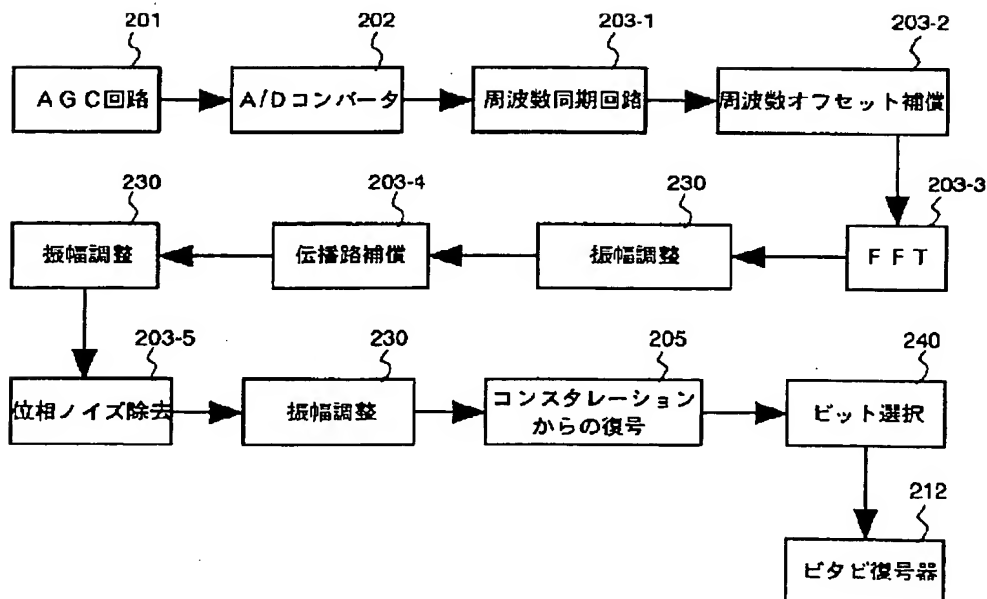 201
202
203-1
203-2
AGC回路
A/Dコンバータ
周波数同期回路
周波数オフセット補償
230
203-4
230
203-3
振幅調整
伝播路補償
振幅調整
FFT
203-5
230
205
240
位相ノイズ除去
振幅調整
コンスタレーション
からの復号
ビット選択
212
ビタビ復号器